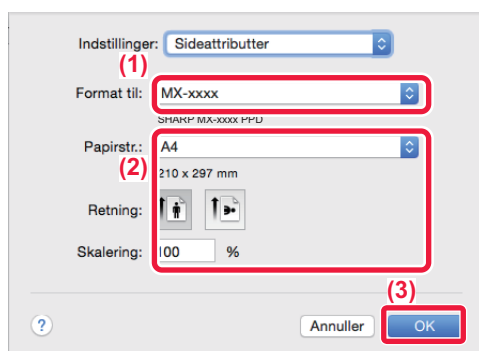 Indstillinger: Sideattributter
(1)
Format til: MX-xxxx
SHARP MX-xxxx PPD
Papirstr.: A4
(2)
210 x 297 mm
Retning:
Skalering: 100 %
(3)
? Annuller OK